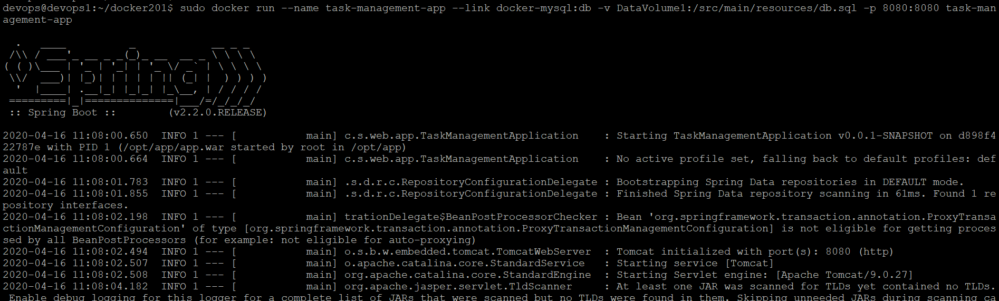 devops@devops1:~/docker201$ sudo docker run --name task-management-app --link docker-mysql:db -v DataVolume1:/src/main/resources/db.sql -p 8080:8080 task-man
agement-app
  .   ____          _            __ _ _
 /\\ / ___'_ __ _ _(_)_ __  __ _ \ \ \ \
( ( )\___ | '_ | '_| | '_ \/ _` | \ \ \ \
 \\/  ___)| |_)| | | | | || (_| |  ) ) ) )
  '  |____| .__|_| |_|_| |_\__, | / / / /
 =========|_|==============|___/=/_/_/_/
 :: Spring Boot ::        (v2.2.0.RELEASE)
2020-04-16 11:08:00.650  INFO 1 --- [           main] c.s.web.app.TaskManagementApplication    : Starting TaskManagementApplication v0.0.1-SNAPSHOT on d898f4
22787e with PID 1 (/opt/app/app.war started by root in /opt/app)
2020-04-16 11:08:00.664  INFO 1 --- [           main] c.s.web.app.TaskManagementApplication    : No active profile set, falling back to default profiles: def
ault
2020-04-16 11:08:01.783  INFO 1 --- [           main] .s.d.r.c.RepositoryConfigurationDelegate : Bootstrapping Spring Data repositories in DEFAULT mode.
2020-04-16 11:08:01.855  INFO 1 --- [           main] .s.d.r.c.RepositoryConfigurationDelegate : Finished Spring Data repository scanning in 61ms. Found 1 re
pository interfaces.
2020-04-16 11:08:02.198  INFO 1 --- [           main] trationDelegate$BeanPostProcessorChecker : Bean 'org.springframework.transaction.annotation.ProxyTransa
ctionManagementConfiguration' of type [org.springframework.transaction.annotation.ProxyTransactionManagementConfiguration] is not eligible for getting proces
sed by all BeanPostProcessors (for example: not eligible for auto-proxying)
2020-04-16 11:08:02.494  INFO 1 --- [           main] o.s.b.w.embedded.tomcat.TomcatWebServer  : Tomcat initialized with port(s): 8080 (http)
2020-04-16 11:08:02.507  INFO 1 --- [           main] o.apache.catalina.core.StandardService   : Starting service [Tomcat]
2020-04-16 11:08:02.508  INFO 1 --- [           main] org.apache.catalina.core.StandardEngine  : Starting Servlet engine: [Apache Tomcat/9.0.27]
2020-04-16 11:08:04.182  INFO 1 --- [           main] org.apache.jasper.servlet.TldScanner     : At least one JAR was scanned for TLDs yet contained no TLDs.
 Enable debug logging for this logger for a complete list of JARs that were scanned but no TLDs were found in them. Skipping unneeded JARs during scanning ca